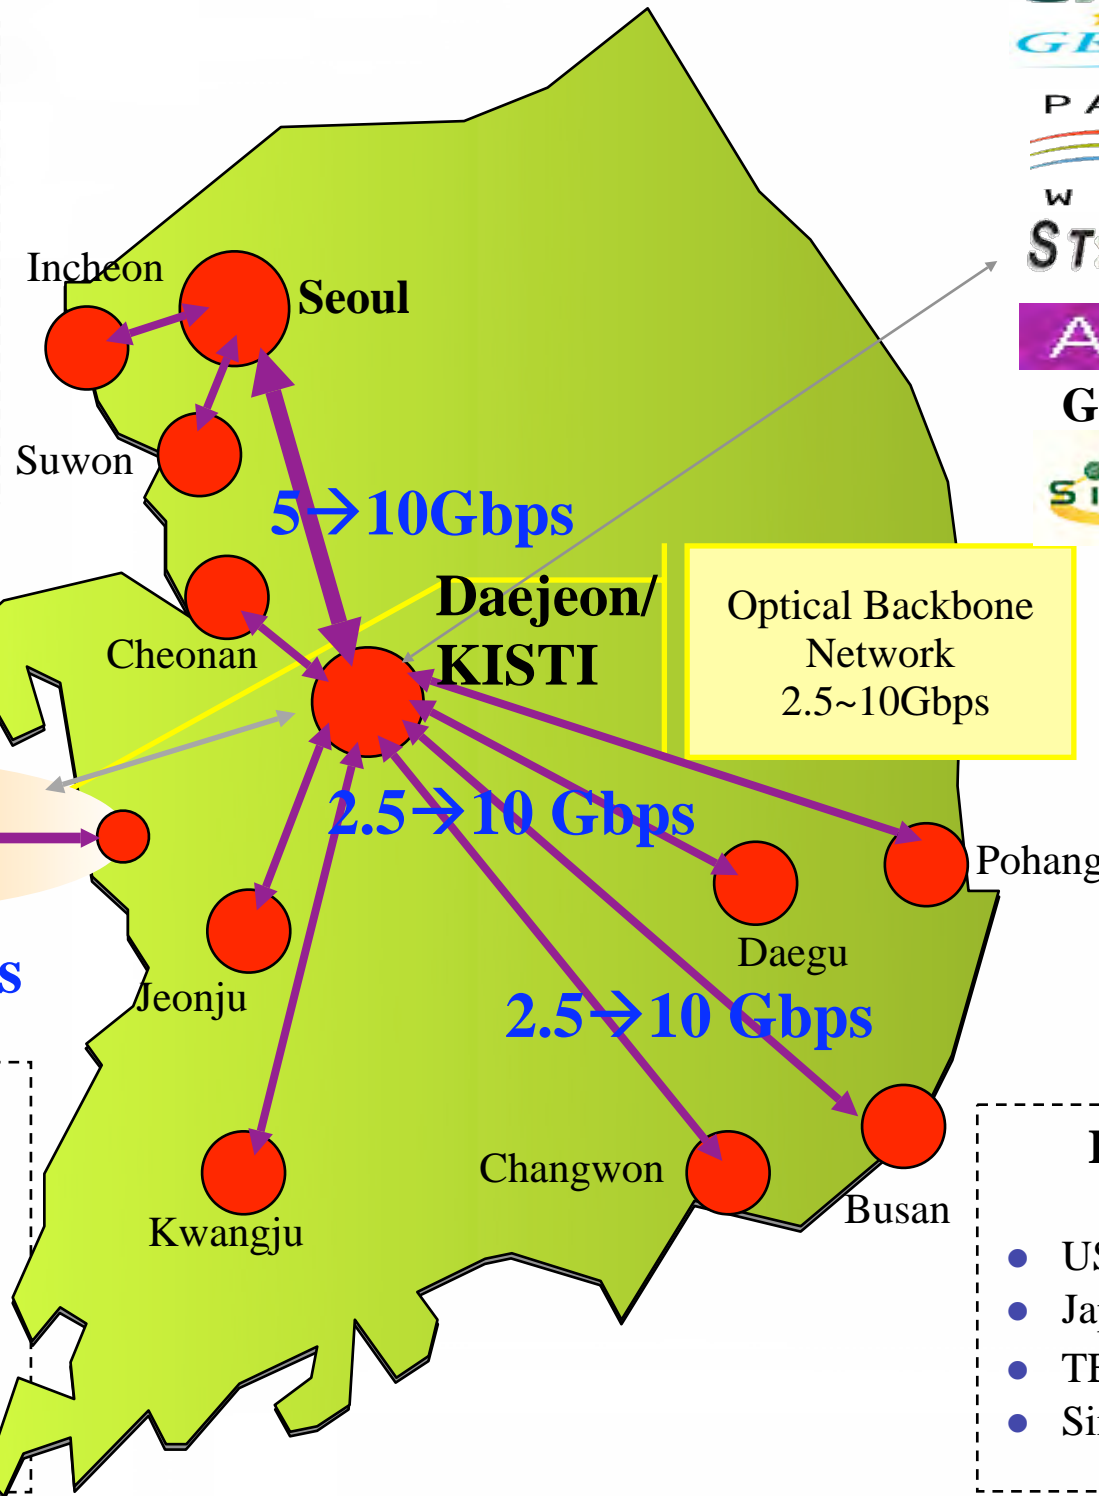 Incheon
Seoul
Suwon
5→10Gbps
Cheonan
Daejeon/
KISTI
Optical Backbone
Network
2.5~10Gbps
2.5→10 Gbps
Pohang
Daegu
Jeonju
2.5→10 Gbps
Kwangju
Changwon
Busan